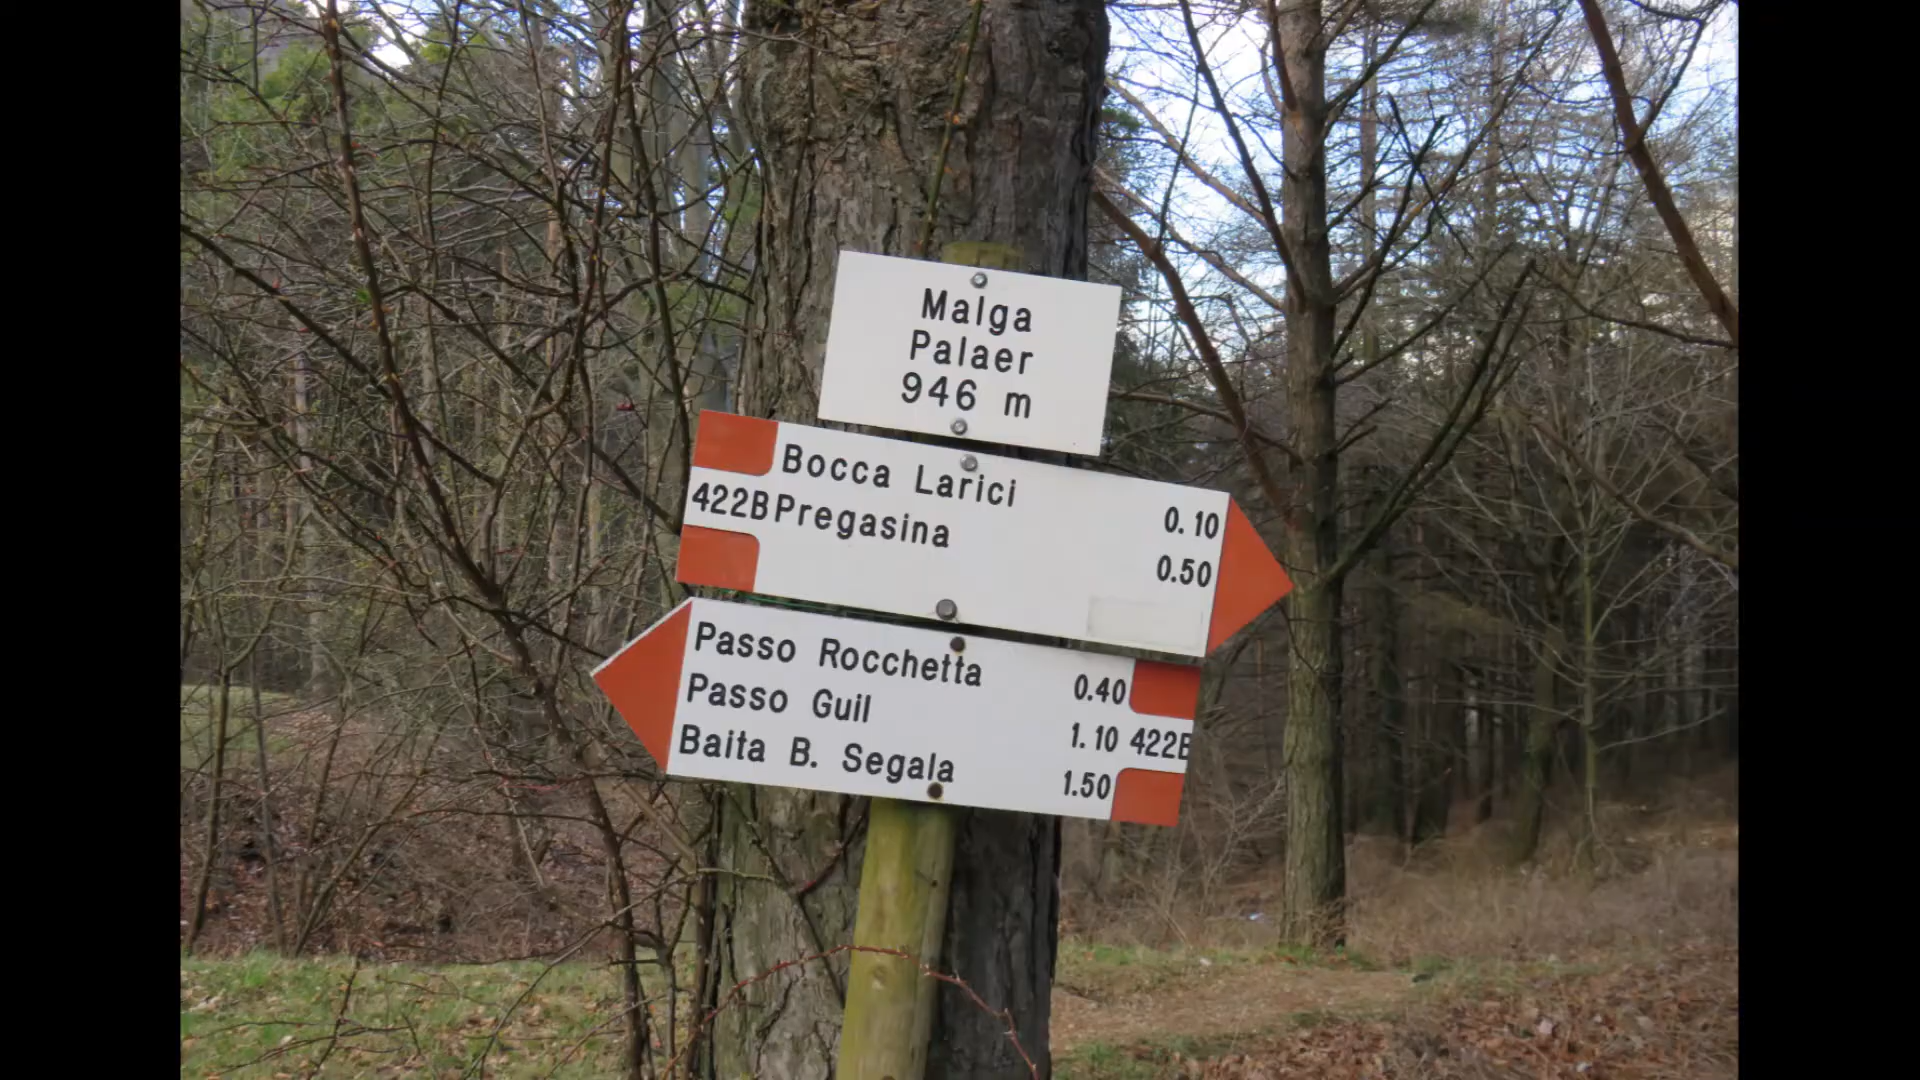 Malga
Palaer
946 m
Bocca Larici 0.10
422B Pregasina 0.50
Passo Rocchetta 0.40
Passo Guil 1.10 422B
Baita B. Segala 1.50